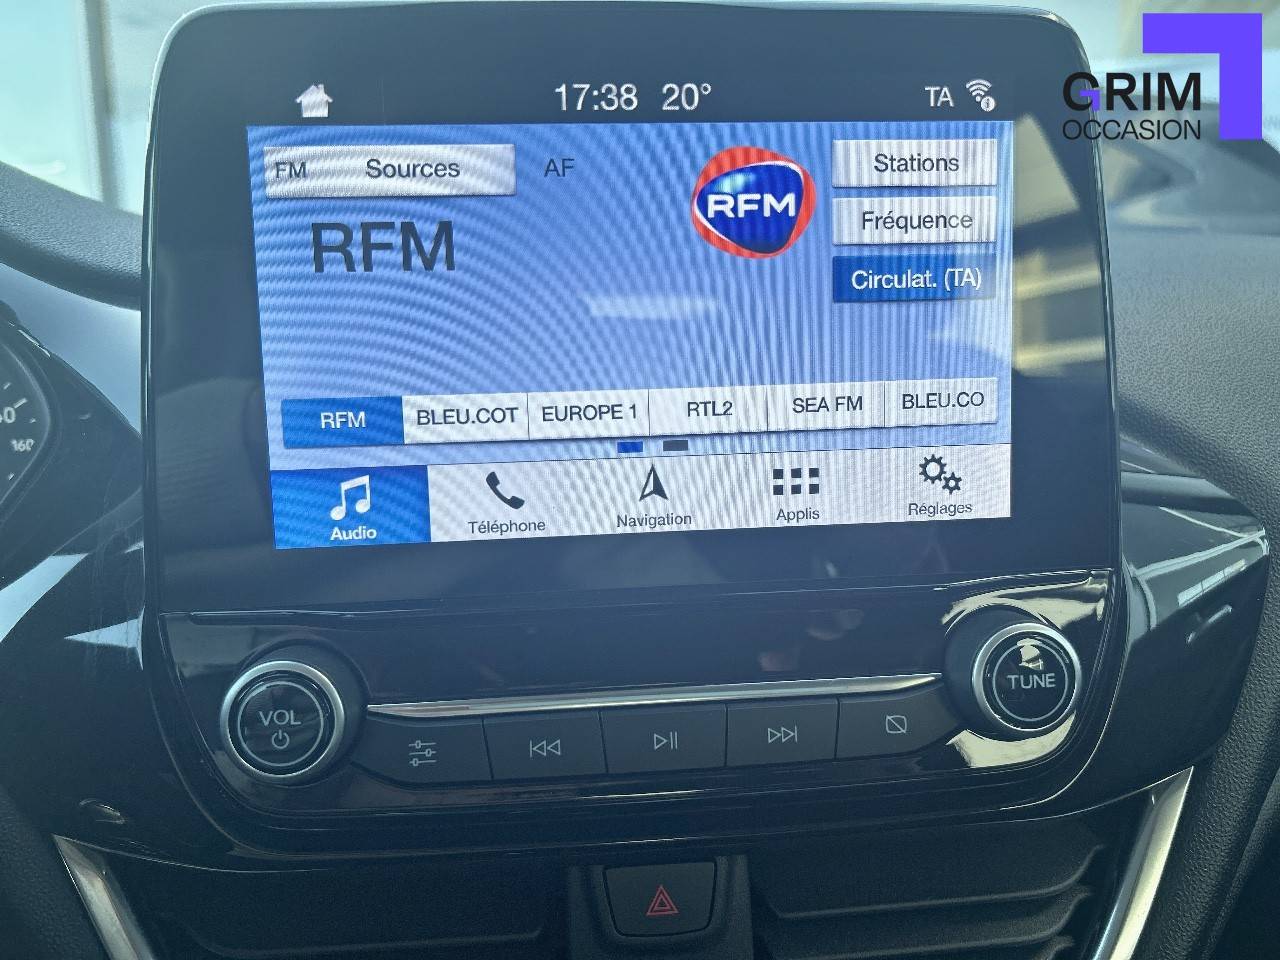 17:38 20°
TA
GRIM
OCCASION
FM Sources
AF
RFM
RFM
Stations
Fréquence
Circulat. (TA)
RFM
BLEU.COT
EUROPE 1
RTL2
SEA FM
BLEU.CO
Audio
Téléphone
Navigation
Applis
Réglages
160
VOL
TUNE